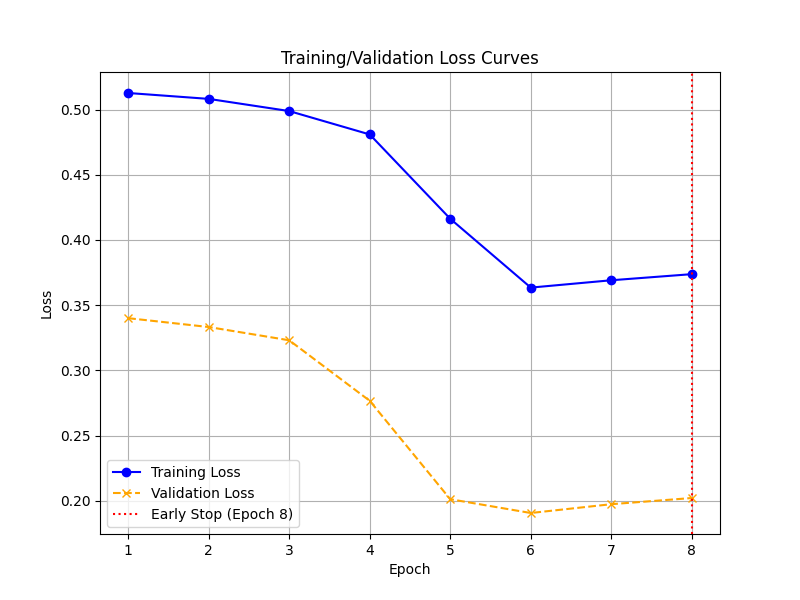 Training/Validation Loss Curves
0.50
0.45
0.40
0.35
0.30
0.25
0.20
Loss
Training Loss
Validation Loss
Early Stop (Epoch 8)
1 2 3 4 5 6 7 8
Epoch